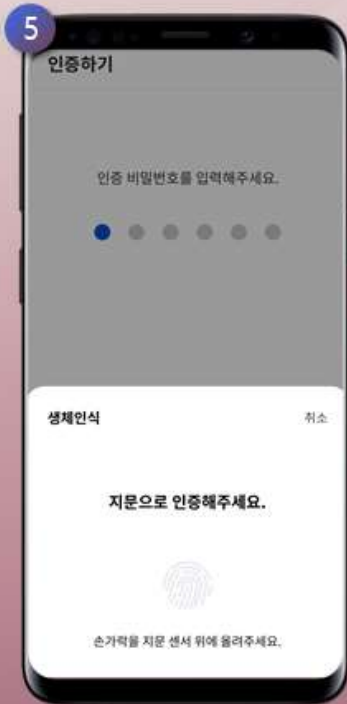 5
인증하기
인증 비밀번호를 입력해주세요.
생체인식
취소
지문으로 인증해주세요.
손가락을 지문 센서 위에 올려주세요.